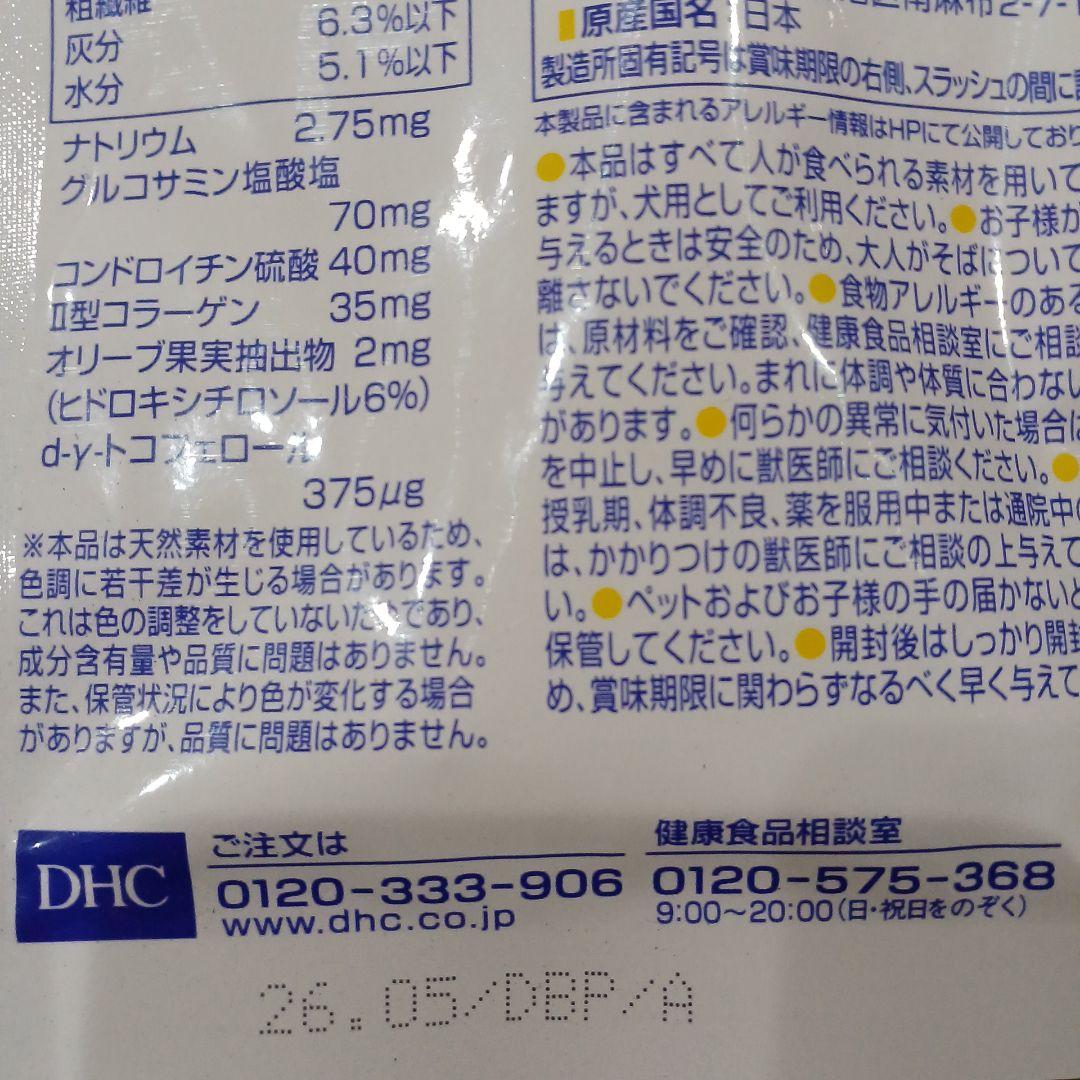 粗繊維
灰分 6.3%以下
水分 5.1%以下
ナトリウム 2.75mg
グルコサミン塩酸塩
70mg
コンドロイチン硫酸 40mg
Ⅱ型コラーゲン 35mg
オリーブ果実抽出物 2mg
(ヒドロキシチロソール6%)
d-γ-トコフェロール
375μg
※本品は天然素材を使用しているため、
色調に若干差が生じる場合があります。
これは色の調整をしていないためであり、
成分含有量や品質に問題はありません。
また、保管状況により色が変化する場合
がありますが、品質に問題はありません。
区南麻布2-7-1
原産国名 日本
製造所固有記号は賞味期限の右側、スラッシュの間に
本製品に含まれるアレルギー情報はHPにて公開しており
●本品はすべて人が食べられる素材を用いて
ますが、犬用としてご利用ください。●お子様が
与えるときは安全のため、大人がそばについて
離さないでください。●食物アレルギーのある
は、原材料をご確認、健康食品相談室にご相談
与えてください。まれに体調や体質に合わない
があります。●何らかの異常に気付いた場合は
を中止し、早めに獣医師にご相談ください。●
授乳期、体調不良、薬を服用中または通院中の
は、かかりつけの獣医師にご相談の上与えて
い。●ペットおよびお子様の手の届かないと
保管してください。●開封後はしっかり開封
め、賞味期限に関わらずなるべく早く与えて
DHC
ご注文は
0120-333-906
www.dhc.co.jp
健康食品相談室
0120-575-368
9:00～20:00(日・祝日をのぞく)
26.05/DBP/A